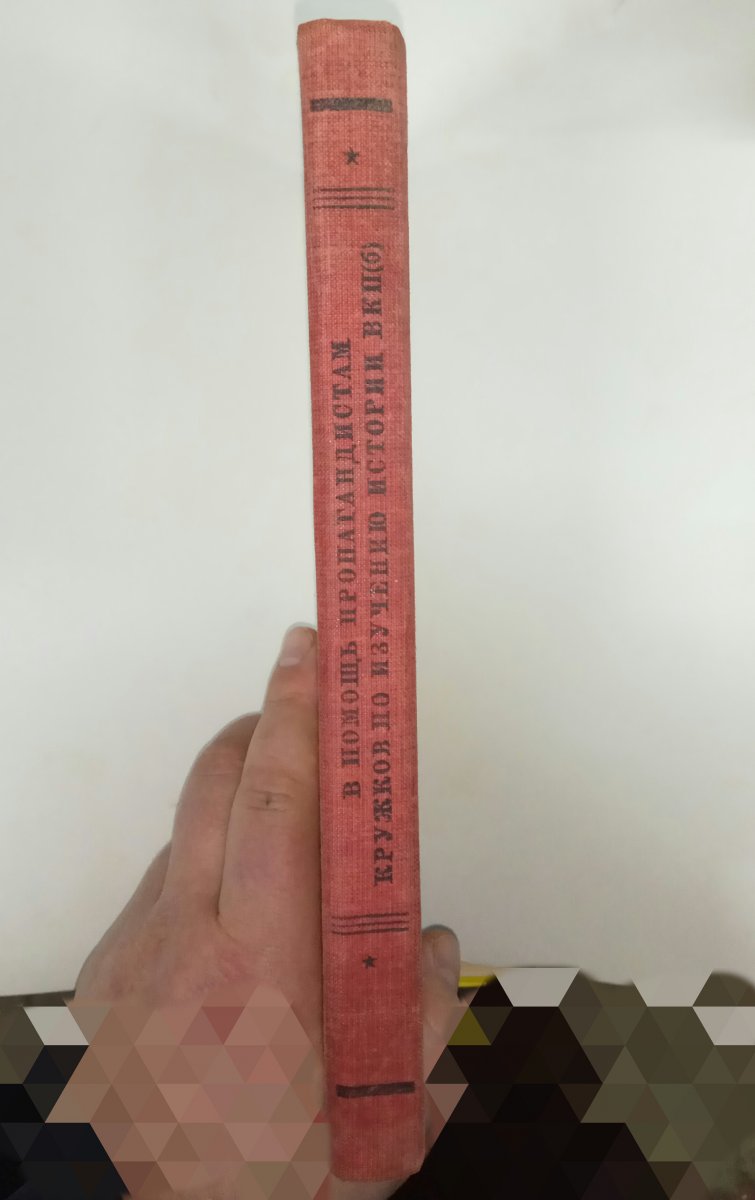 В ПОМОЩЬ ПРОПАГАНДИСТАМ
КРУЖКОВ ПО ИЗУЧЕНИЮ ИСТОРИИ ВКП(б)